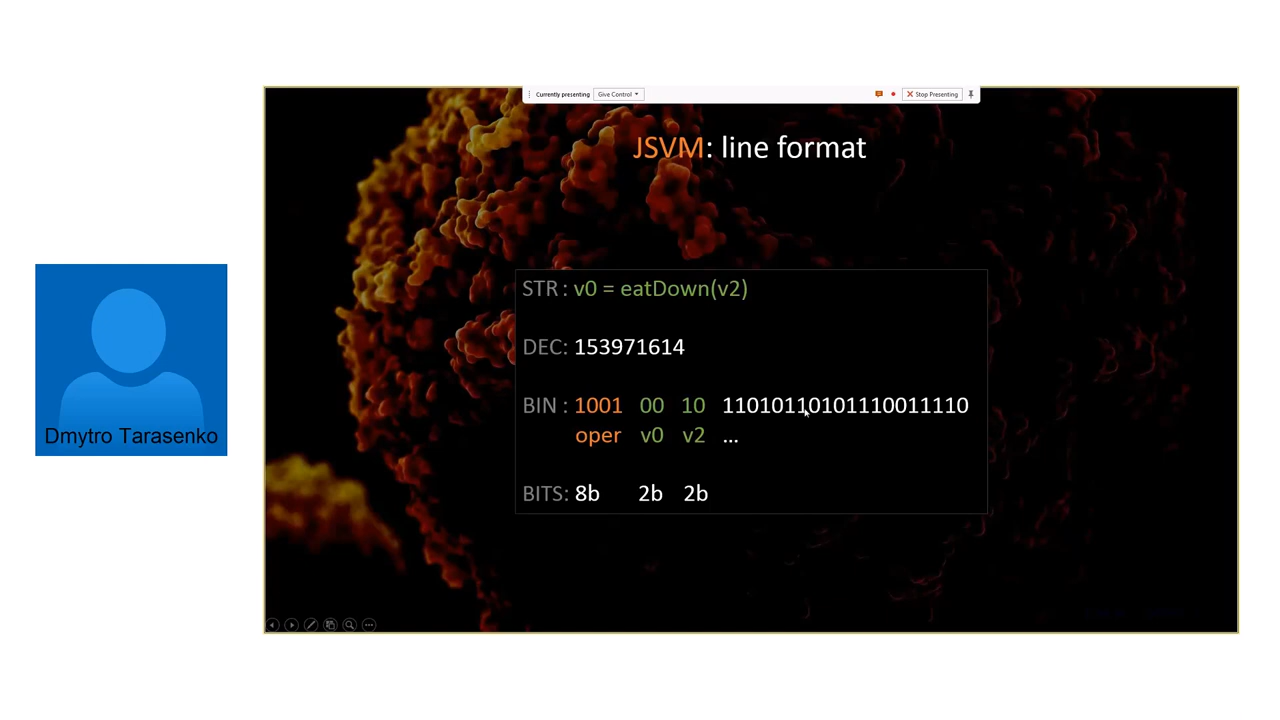 Currently presenting Give Control Stop Presenting
JSVM: line format
STR : v0 = eatDown(v2)
DEC: 153971614
BIN : 1001 00 10 11010110101110011110
oper v0 v2 ...
BITS: 8b 2b 2b
Dmytro Tarasenko